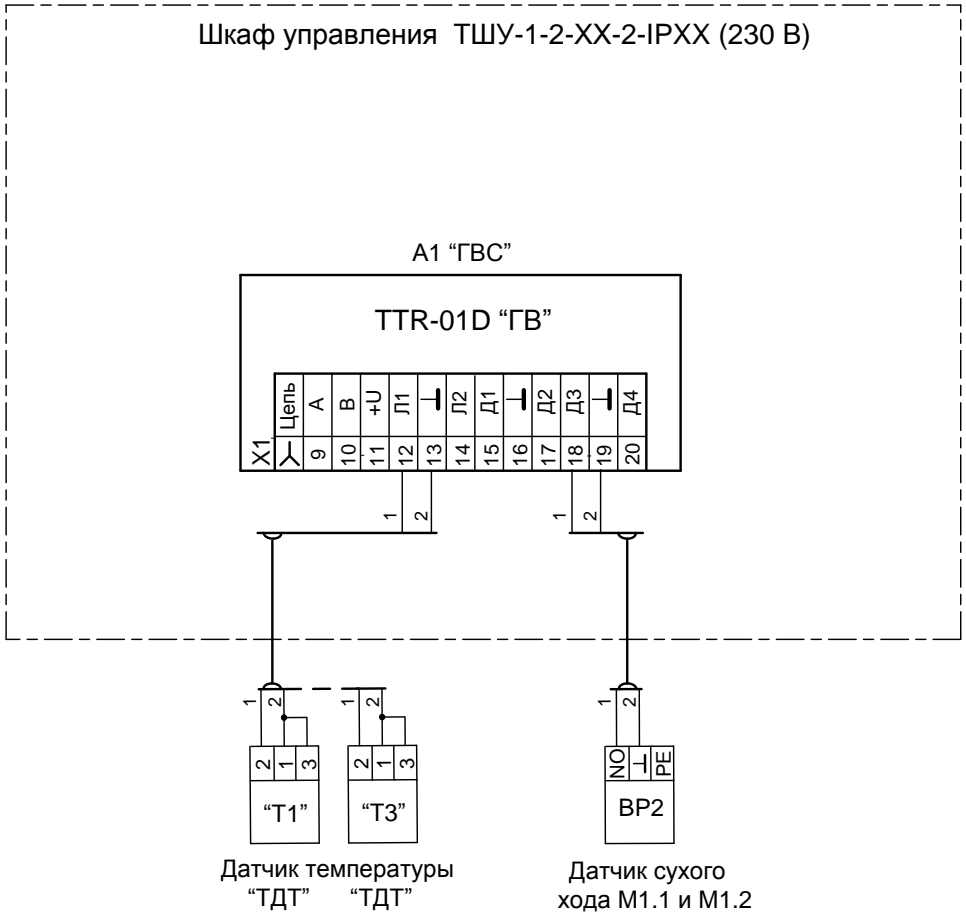 Шкаф управления ТШУ-1-2-ХХ-2-IPXX (230 В)
А1 “ГВС”
TTR-01D “ГВ”
X1
Цепь A B +U Л1 Л2 Д1 Д2 Д3 Д4
9 10 11 12 13 14 15 16 17 18 19 20
1 2 1 2
1 2 1 2 1 2
2 1 3 2 1 3 NO PE
“Т1” “Т3” BP2
Датчик температуры
“ТДТ” “ТДТ”
Датчик сухого
хода М1.1 и М1.2